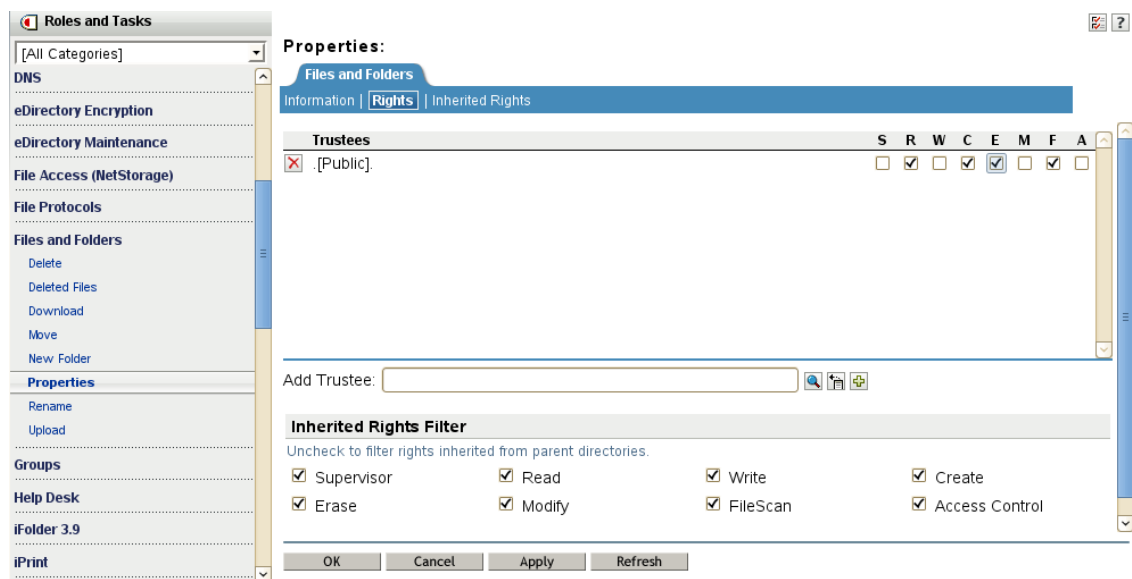 Roles and Tasks
[All Categories]
DNS
eDirectory Encryption
eDirectory Maintenance
File Access (NetStorage)
File Protocols
Files and Folders
Delete
Deleted Files
Download
Move
New Folder
Properties
Rename
Upload
Groups
Help Desk
iFolder 3.9
iPrint
?
Properties:
Files and Folders
Information | Rights | Inherited Rights
Trustees S R W C E M F A
.[Public].
Add Trustee:
Inherited Rights Filter
Uncheck to filter rights inherited from parent directories.
Supervisor Read Write Create
Erase Modify FileScan Access Control
OK Cancel Apply Refresh